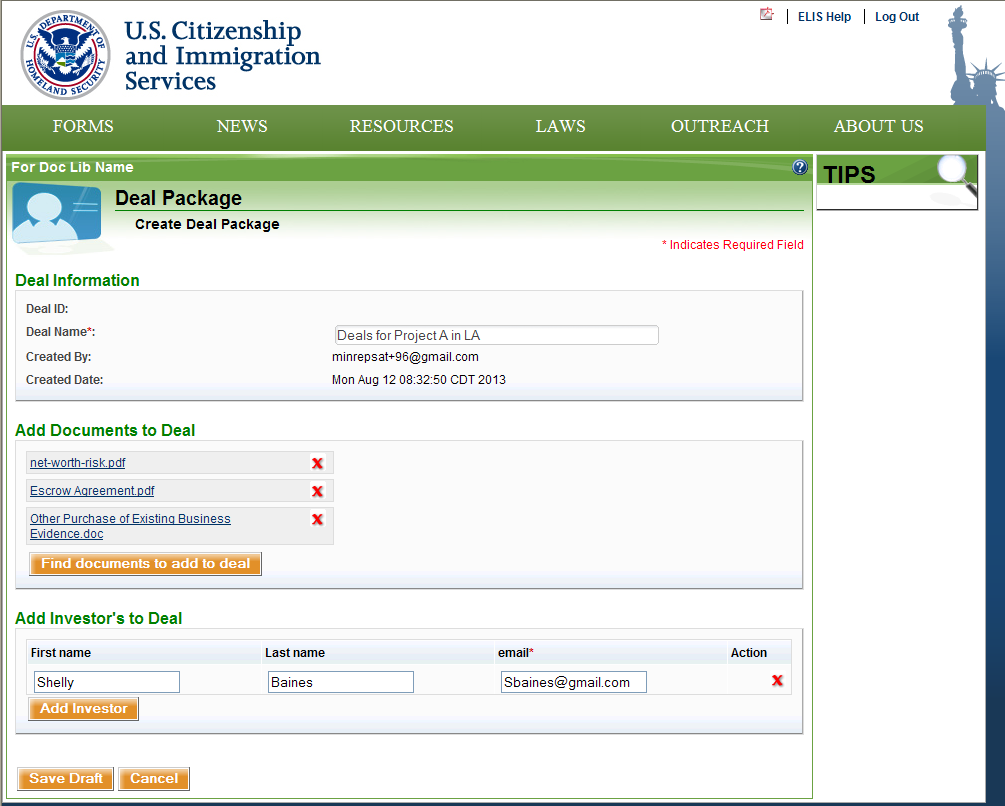 U.S. DEPARTMENT OF
HOMELAND SECURITY
U.S. Citizenship
and Immigration
Services
ELIS Help
Log Out
FORMS NEWS RESOURCES LAWS OUTREACH ABOUT US
For Doc Lib Name
?
TIPS
Deal Package
Create Deal Package
* Indicates Required Field
Deal Information
Deal ID:
Deal Name*: Deals for Project A in LA
Created By: minrepsat+96@gmail.com
Created Date: Mon Aug 12 08:32:50 CDT 2013
Add Documents to Deal
net-worth-risk.pdf
Escrow Agreement.pdf
Other Purchase of Existing Business
Evidence.doc
Find documents to add to deal
Add Investor's to Deal
First name Last name email* Action
Shelly Baines Sbaines@gmail.com
Add Investor
Save Draft Cancel